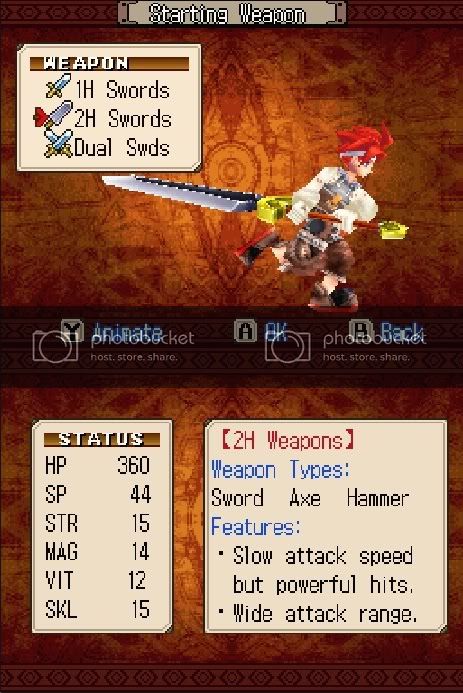 Starting Weapon
WEAPON
1H Swords
2H Swords
Dual Swds
Y Animate A OK B Back
photobucket photobucket
host. store. share. host. store. share.
STATUS
HP 360
SP 44
STR 15
MAG 14
VIT 12
SKL 15
【2H Weapons】
Weapon Types:
Sword Axe Hammer
Features:
・Slow attack speed
but powerful hits.
・Wide attack range.